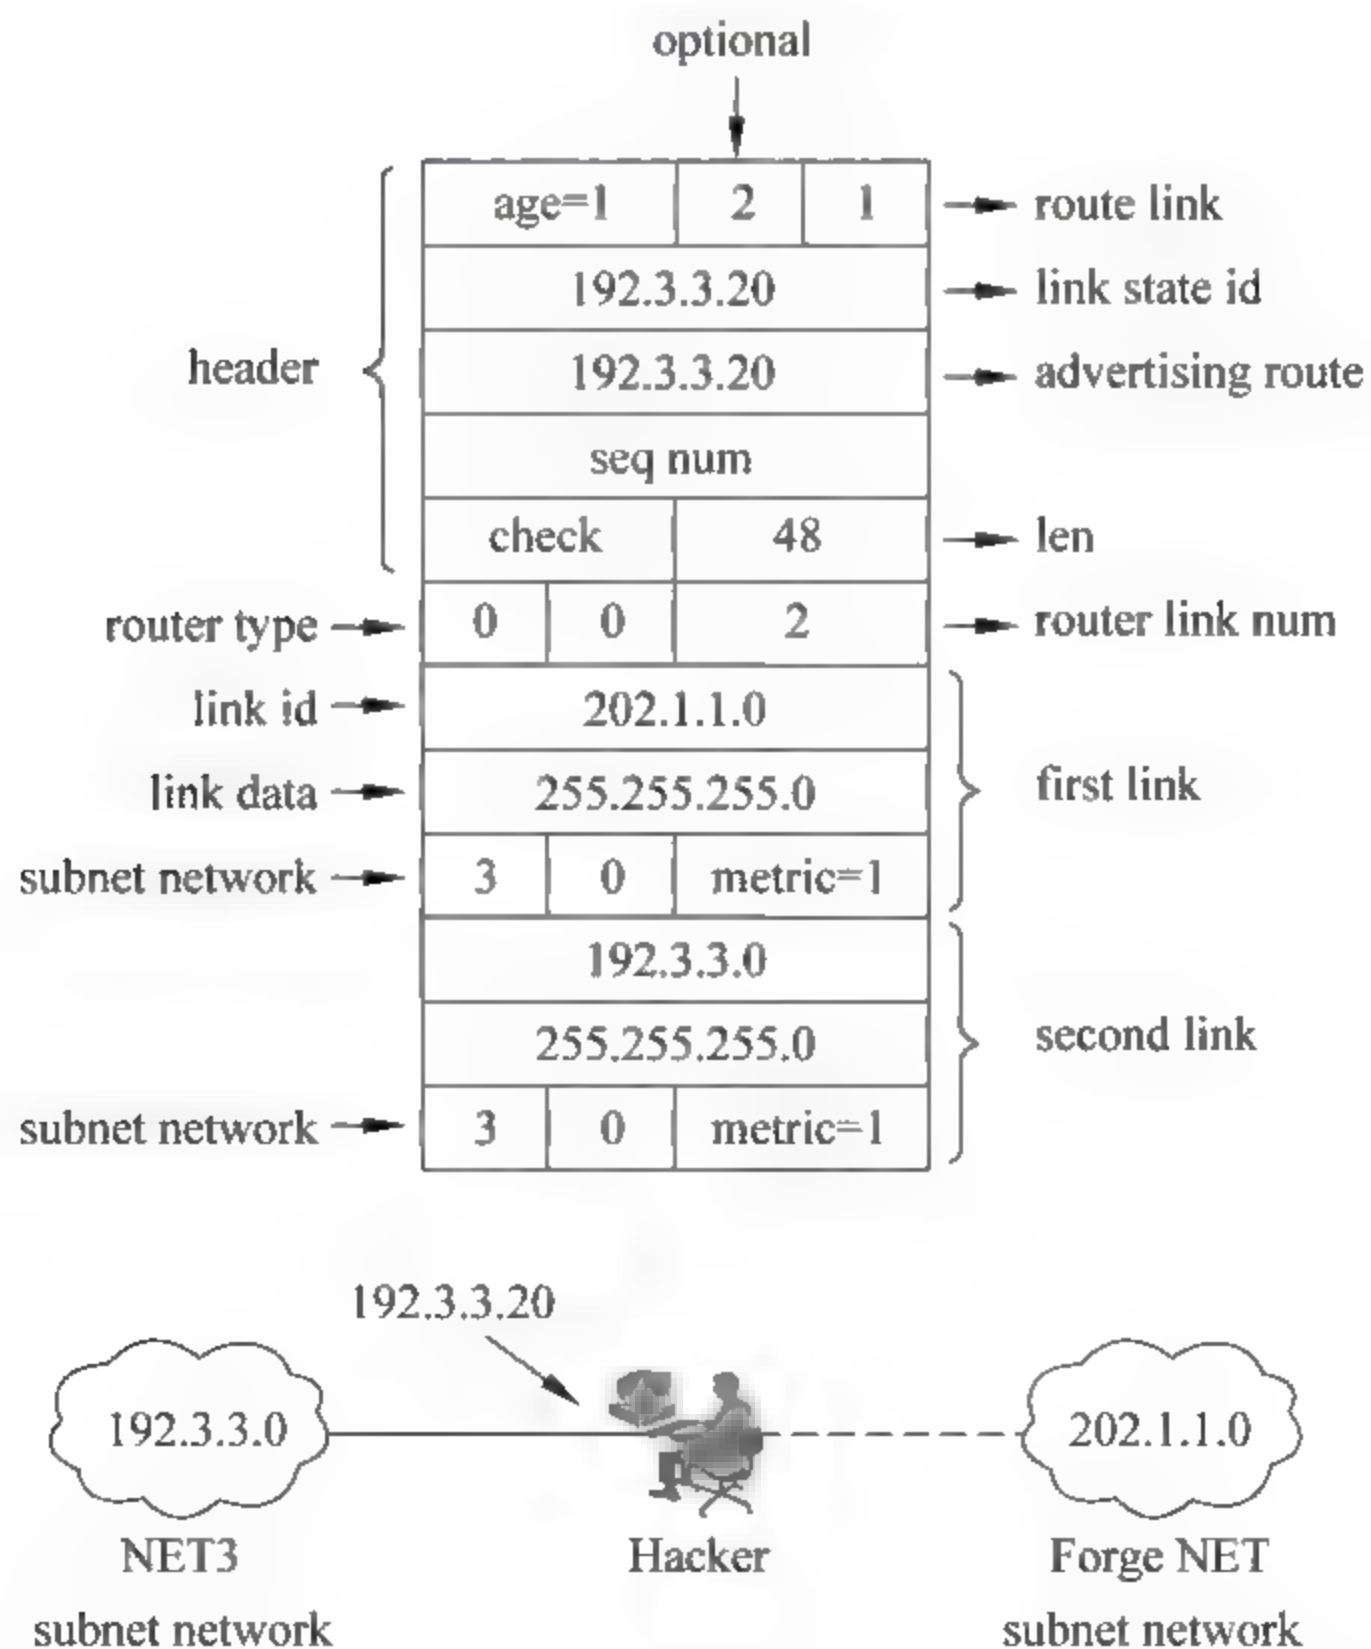 optional
age=1 2 1 route link
192.3.3.20 link state id
header 192.3.3.20 advertising route
seq num
check 48 len
router type 0 0 2 router link num
link id 202.1.1.0
link data 255.255.255.0 first link
subnet network 3 0 metric=1
192.3.3.0
255.255.255.0 second link
subnet network 3 0 metric=1
192.3.3.20
192.3.3.0 202.1.1.0
NET3 Hacker Forge NET
subnet network subnet network